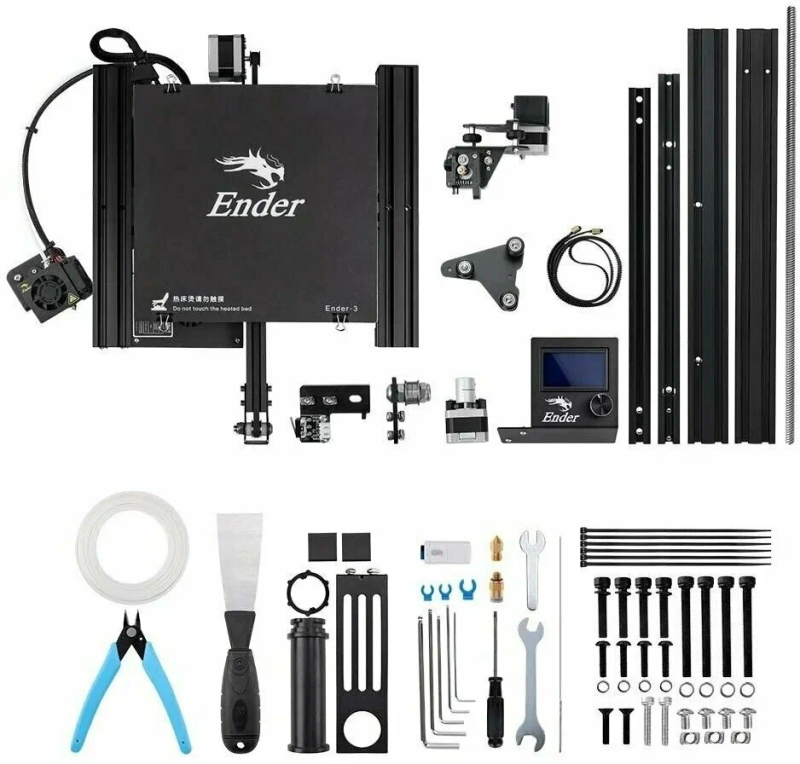 Ender
热床烫请勿触摸
Do not touch the heated bed
Ender-3
Ender